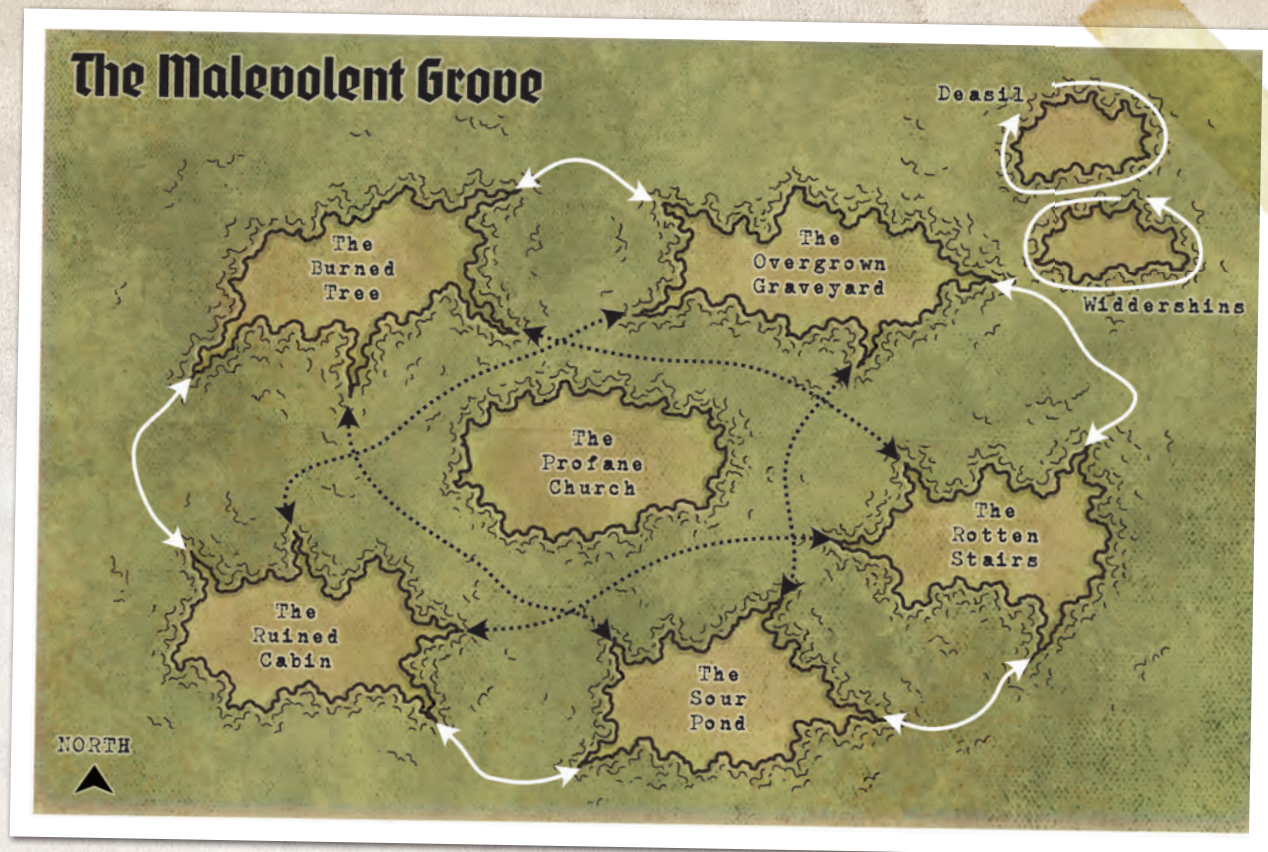 The Malevolent Grove
Deasil
Widdershins
The
Burned
Tree
The
Overgrown
Graveyard
The
Profane
Church
The
Rotten
Stairs
The
Ruined
Cabin
The
Sour
Pond
NORTH